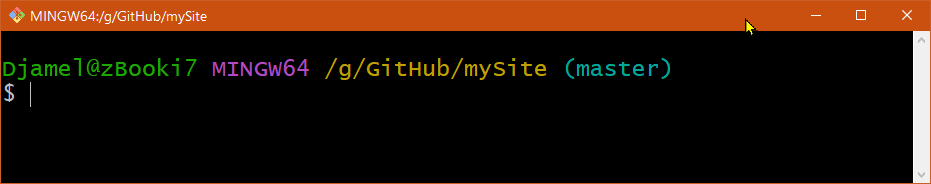 MINGW64:/g/GitHub/mySite
Djamel@zBooki7 MINGW64 /g/GitHub/mySite (master)
$